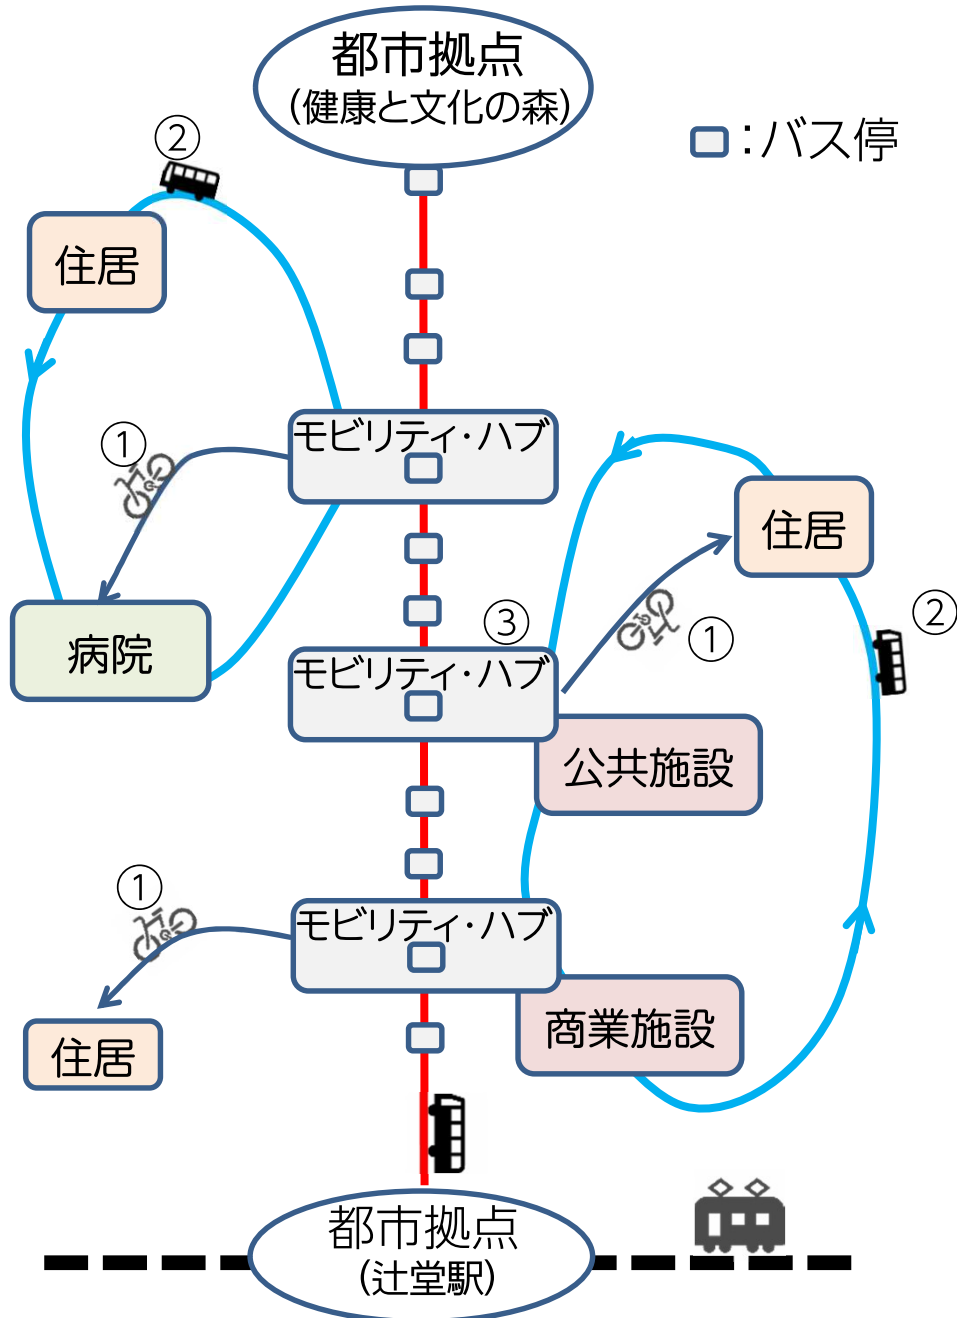 都市拠点
(健康と文化の森)
:バス停
②
住居
モビリティ・ハブ
①
住居
②
③
①
病院
モビリティ・ハブ
公共施設
①
モビリティ・ハブ
住居
商業施設
都市拠点
(辻堂駅)